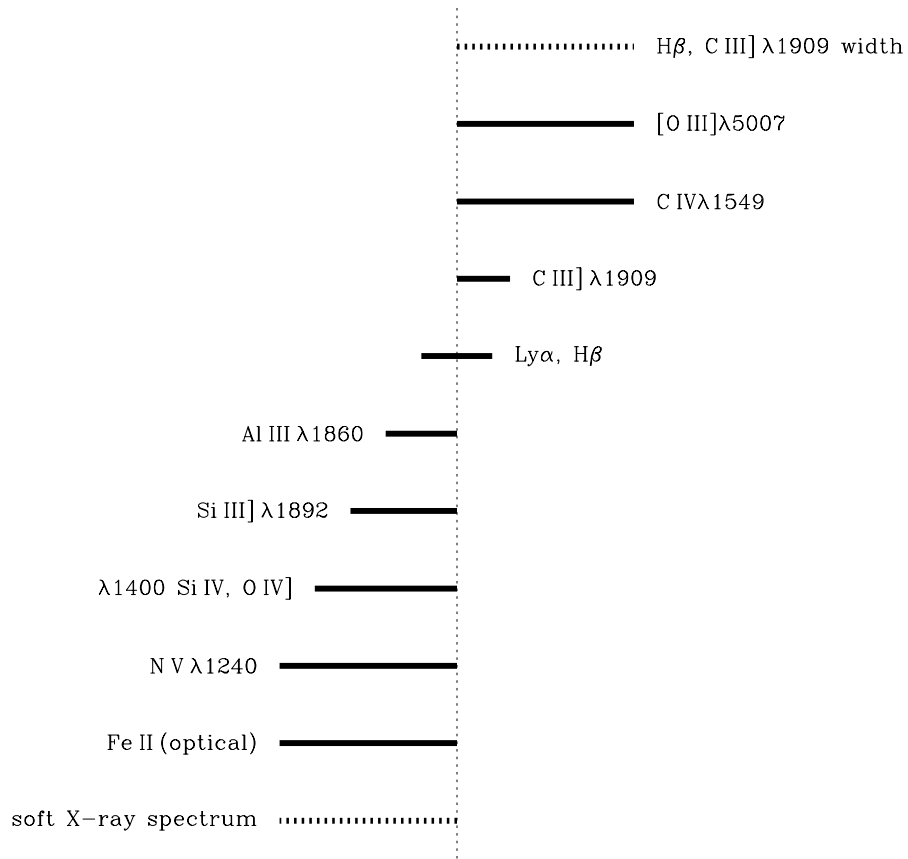 Hβ, C III] λ1909 width
[O III]λ5007
C IVλ1549
C III] λ1909
Lyα, Hβ
Al III λ1860
Si III] λ1892
λ1400 Si IV, O IV]
N V λ1240
Fe II (optical)
soft X−ray spectrum